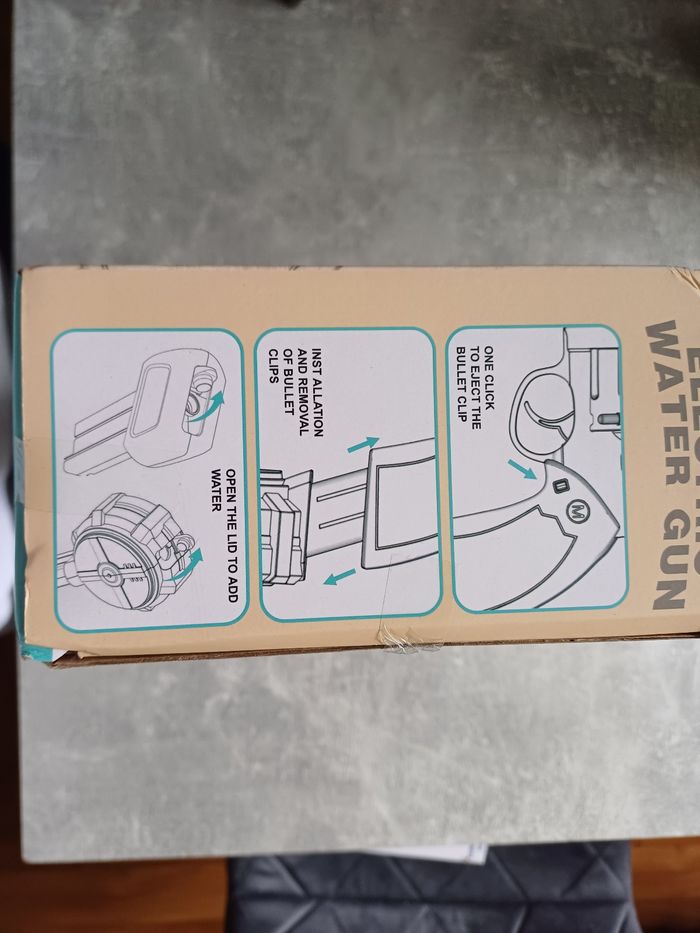 WATER GUN
ONE CLICK
TO EJECT THE
BULLET CLIP
M
INST ALLATION
AND REMOVAL
OF BULLET
CLIPS
OPEN THE LID TO ADD
WATER